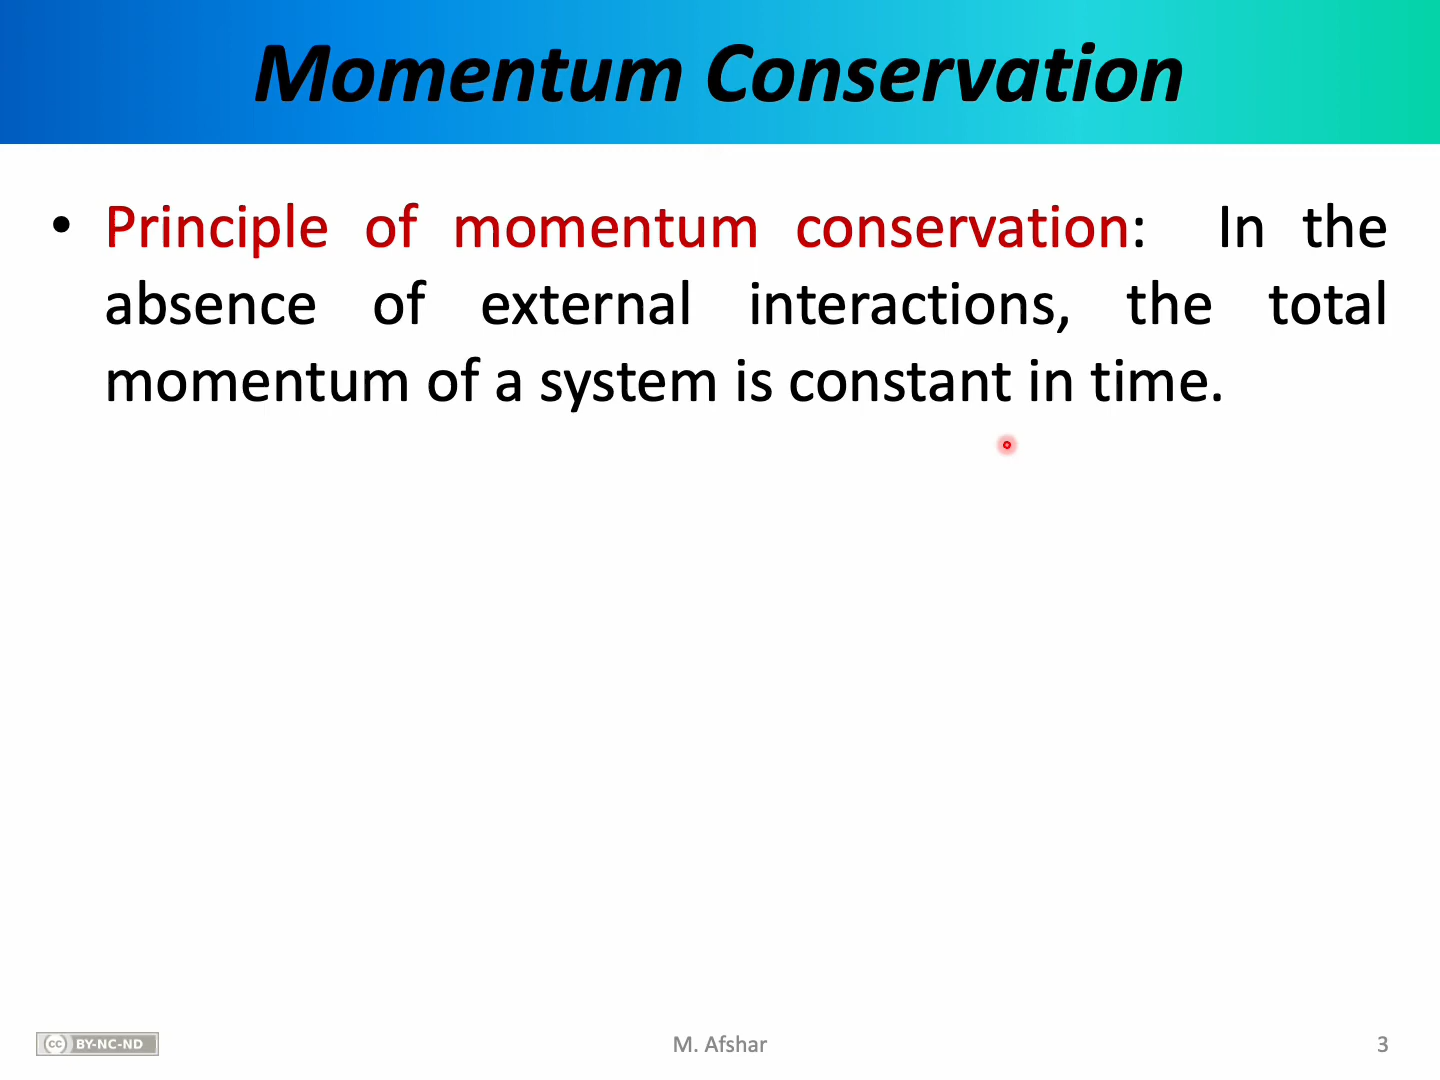 Momentum Conservation
• Principle of momentum conservation: In the
absence of external interactions, the total
momentum of a system is constant in time.
cc BY-NC-ND
M. Afshar
3